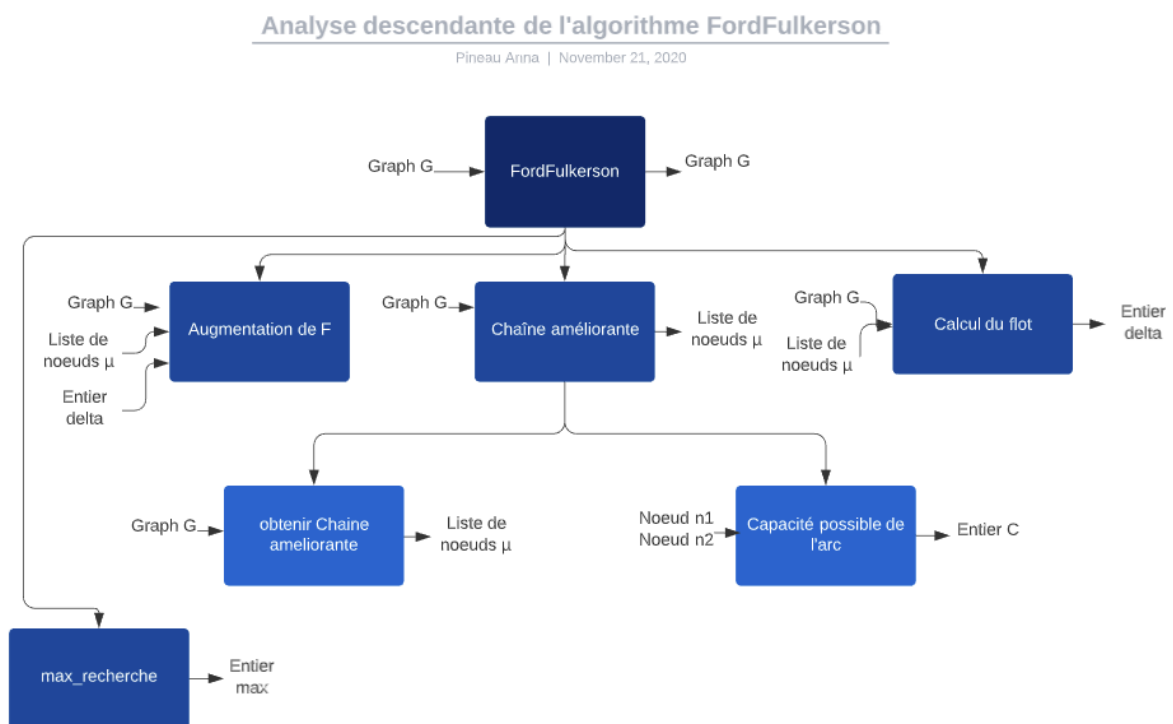 Analyse descendante de l'algorithme FordFulkerson
Pineau Anna | November 21, 2020
Graph G
FordFulkerson
Graph G
Graph G
Liste de
noeuds µ
Entier
delta
Augmentation de F
Graph G
Chaîne améliorante
Liste de
noeuds µ
Graph G
Liste de
noeuds µ
Calcul du flot
Entier
delta
Graph G
obtenir Chaine
ameliorante
Liste de
noeuds µ
Noeud n1
Noeud n2
Capacité possible de
l'arc
Entier C
max_recherche
Entier
max